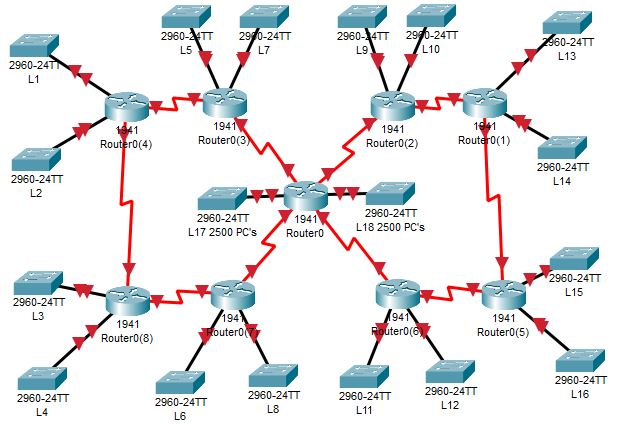 2960-24TT
L5
2960-24TT
L7
2960-24TT
L9
2960-24TT
L10
2960-24TT
L13
2960-24TT
L1
1941
Router0(4)
1941
Router0(3)
1941
Router0(2)
1941
Router0(1)
2960-24TT
L14
2960-24TT
L2
2960-24TT
L17 2500 PC's
1941
Router0
2960-24TT
L18 2500 PC's
2960-24TT
L3
1941
Router0(8)
1941
Router0(7)
1941
Router0(6)
1941
Router0(5)
2960-24TT
L15
2960-24TT
L4
2960-24TT
L6
2960-24TT
L8
2960-24TT
L11
2960-24TT
L12
2960-24TT
L16